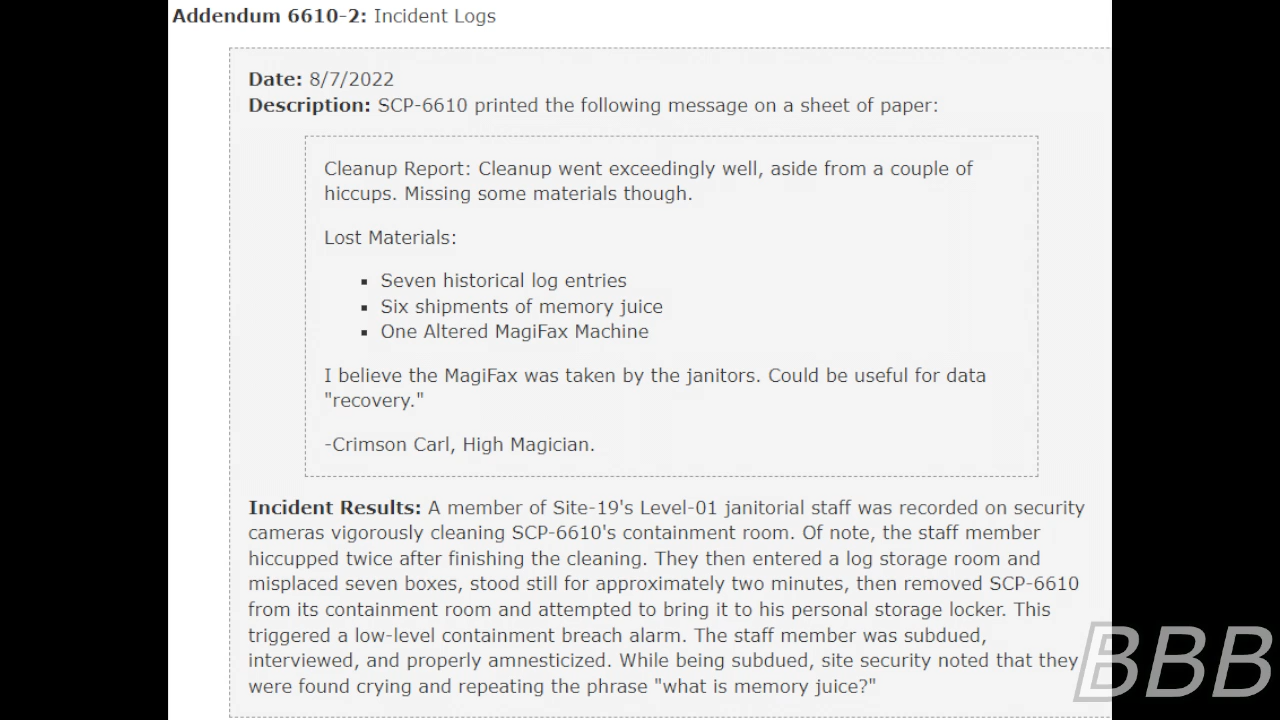 Addendum 6610-2: Incident Logs
Date: 8/7/2022
Description: SCP-6610 printed the following message on a sheet of paper:
Cleanup Report: Cleanup went exceedingly well, aside from a couple of
hiccups. Missing some materials though.
Lost Materials:
▪ Seven historical log entries
▪ Six shipments of memory juice
▪ One Altered MagiFax Machine
I believe the MagiFax was taken by the janitors. Could be useful for data
"recovery."
-Crimson Carl, High Magician.
Incident Results: A member of Site-19's Level-01 janitorial staff was recorded on security
cameras vigorously cleaning SCP-6610's containment room. Of note, the staff member
hiccupped twice after finishing the cleaning. They then entered a log storage room and
misplaced seven boxes, stood still for approximately two minutes, then removed SCP-6610
from its containment room and attempted to bring it to his personal storage locker. This
triggered a low-level containment breach alarm. The staff member was subdued,
interviewed, and properly amnesticized. While being subdued, site security noted that they
were found crying and repeating the phrase "what is memory juice?"
BBB